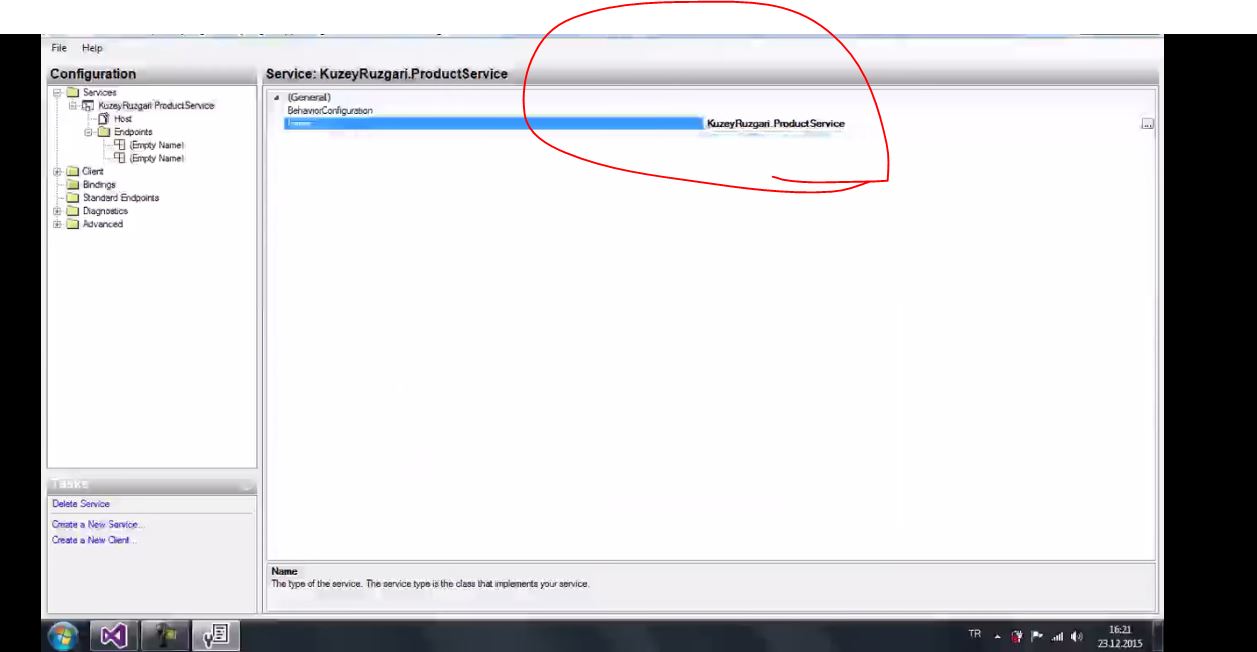 File Help
Configuration
Services
KuzeyRuzgari.ProductService
Host
Endpoints
(Empty Name)
(Empty Name)
Client
Bindings
Standard Endpoints
Diagnostics
Advanced
Tasks
Delete Service
Create a New Service...
Create a New Client...
Service: KuzeyRuzgari.ProductService
(General)
BehaviorConfiguration
KuzeyRuzgari.ProductService
...
Name
The type of the service. The service type is the class that implements your service.
TR
16:21
23.12.2015